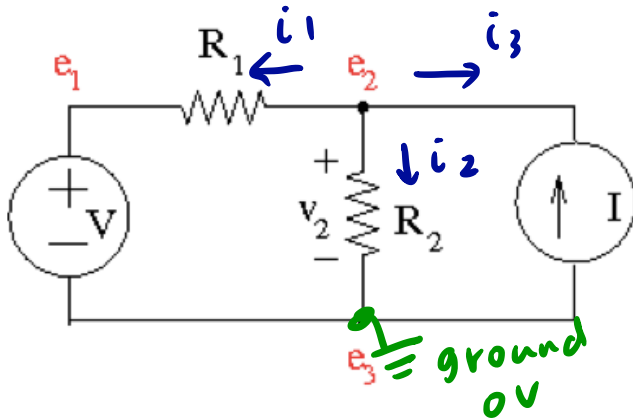 i1
i3
R1
e1
e2
+
i2
+
V
−
v2
R2
−
I
e3
ground
0V